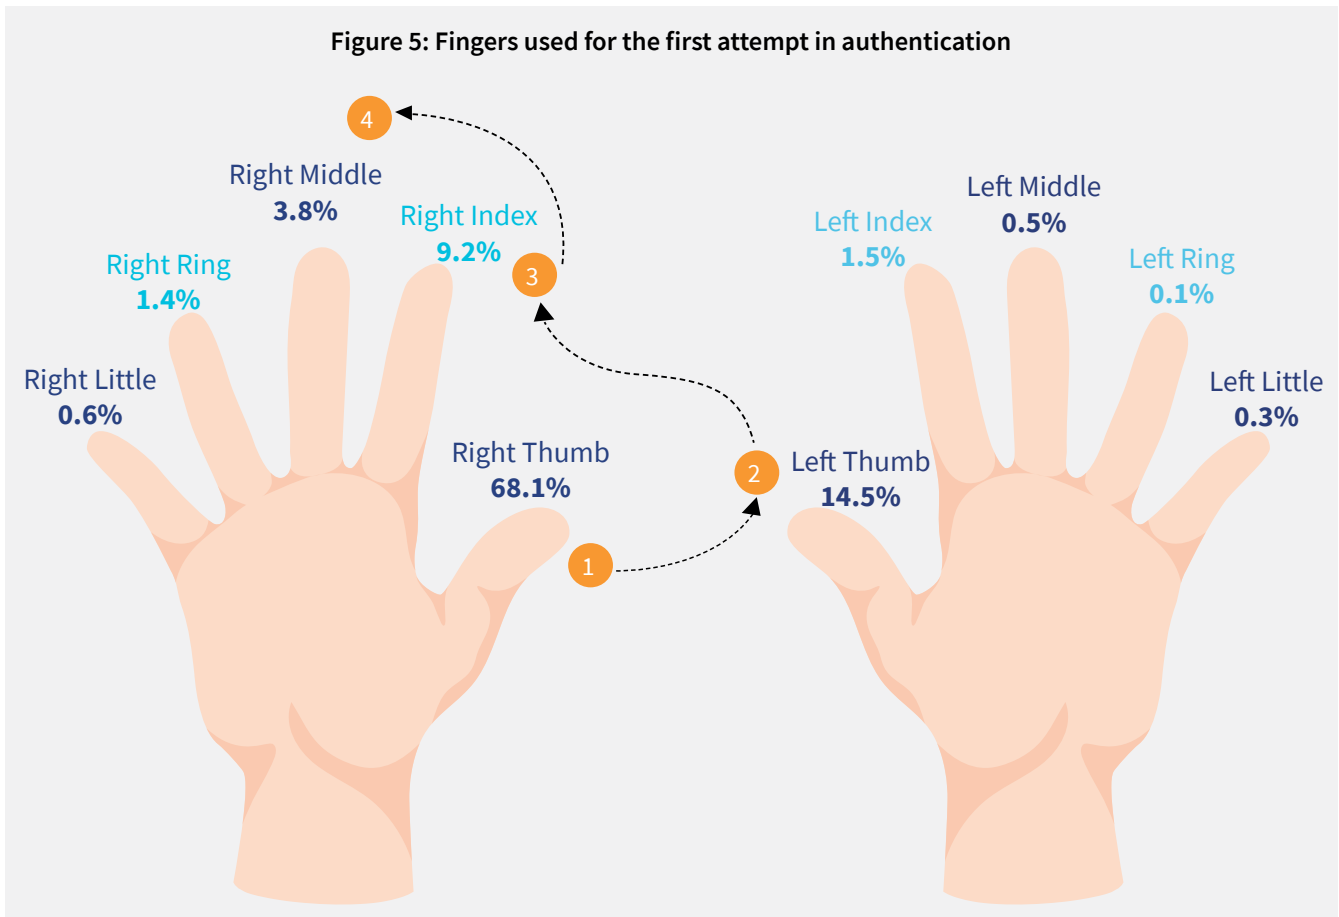 Figure 5: Fingers used for the first attempt in authentication
4
Right Middle
3.8%
Right Index
9.2%
3
Right Ring
1.4%
Right Little
0.6%
Right Thumb
68.1%
1
2
Left Thumb
14.5%
Left Index
1.5%
Left Middle
0.5%
Left Ring
0.1%
Left Little
0.3%